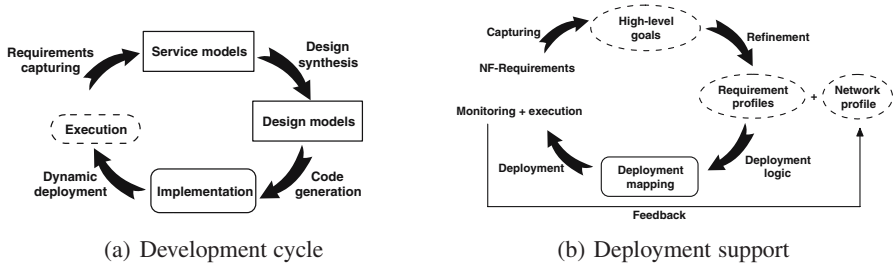 Requirements
capturing
Service models
Design
synthesis
Design models
Code
generation
Implementation
Dynamic
deployment
Execution
(a) Development cycle
Capturing
NF-Requirements
High-level
goals
Refinement
Requirement
profiles
+
Network
profile
Deployment
logic
Deployment
mapping
Deployment
Monitoring + execution
Feedback
(b) Deployment support